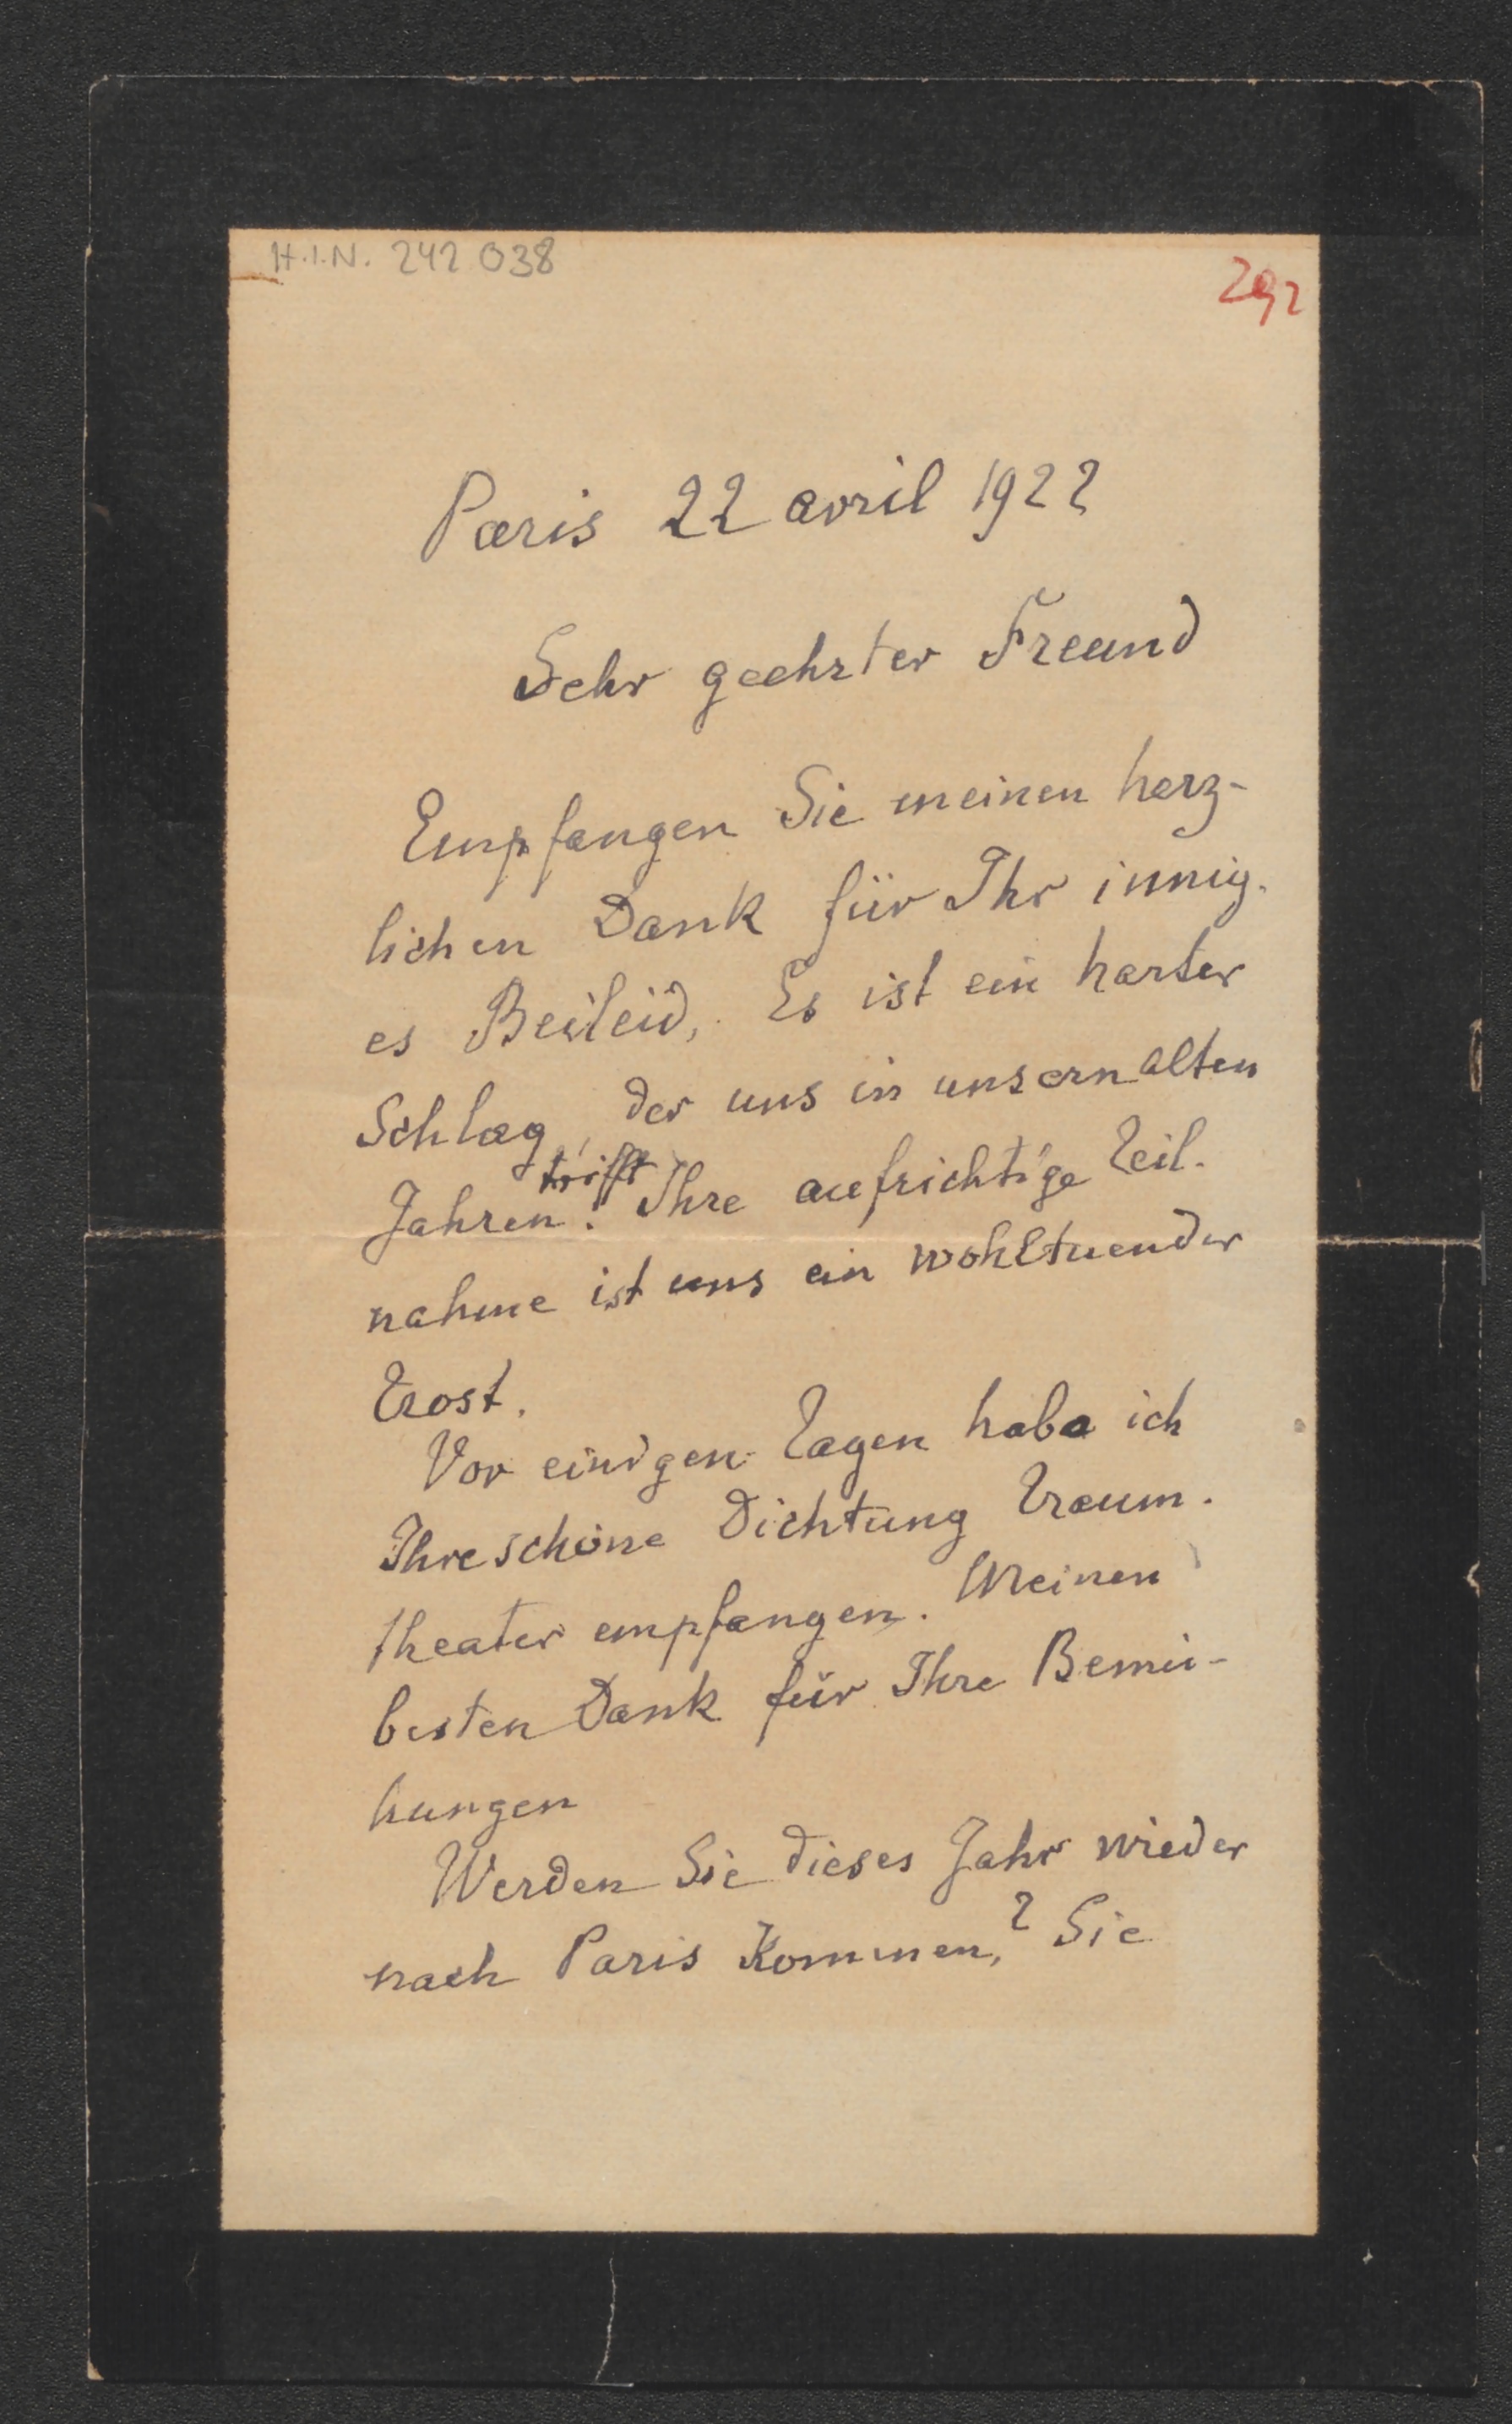 H.I.N. 242 038
292
Paris 22 avril 1922
Sehr geehrter Freund
Empfangen Sie meinen herz-
lichen Dank für Ihr innig-
es Beileid,. Es ist ein harter
Schlag, der uns in unsern alten
trifft
Jahren! Ihre aufrichtige Teil-
nahme ist uns ein wohltuender
Trost.
Vor einigen Tagen habe ich
Ihre schöne Dichtung Traum-
theater empfangen. Meinen
besten Dank für Ihre Bemü-
hungen
Werden Sie dieses Jahr wieder
nach Paris kommen,? Sie